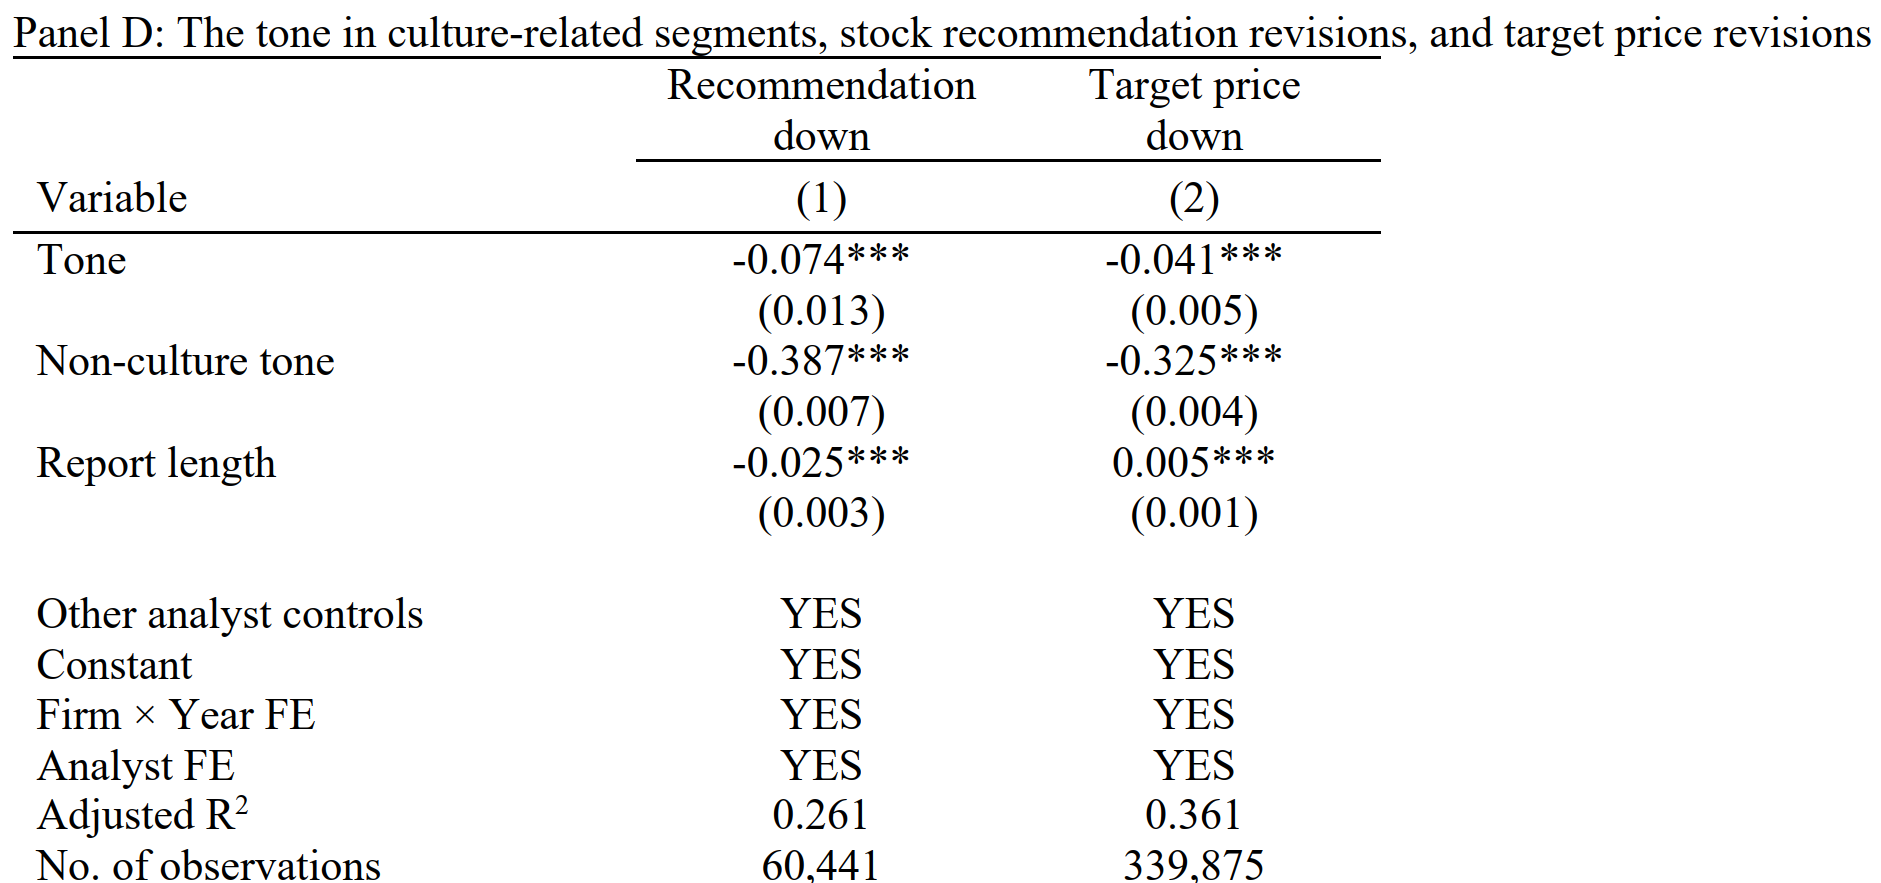 Panel D: The tone in culture-related segments, stock recommendation revisions, and target price revisions
Recommendation down Target price down
Variable (1) (2)
Tone -0.074*** -0.041***
(0.013) (0.005)
Non-culture tone -0.387*** -0.325***
(0.007) (0.004)
Report length -0.025*** 0.005***
(0.003) (0.001)
Other analyst controls YES YES
Constant YES YES
Firm × Year FE YES YES
Analyst FE YES YES
Adjusted R² 0.261 0.361
No. of observations 60,441 339,875